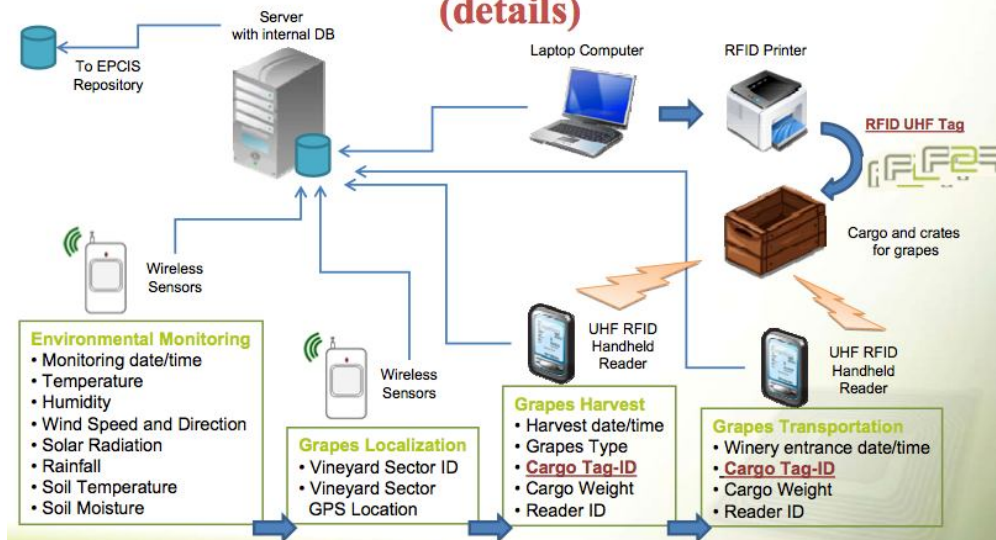 (details)
Server
with internal DB
To EPCIS
Repository
Laptop Computer
RFID Printer
RFID UHF Tag
Cargo and crates
for grapes
Wireless
Sensors
UHF RFID
Handheld
Reader
UHF RFID
Handheld
Reader
Wireless
Sensors
Environmental Monitoring
• Monitoring date/time
• Temperature
• Humidity
• Wind Speed and Direction
• Solar Radiation
• Rainfall
• Soil Temperature
• Soil Moisture
Grapes Localization
• Vineyard Sector ID
• Vineyard Sector
GPS Location
Grapes Harvest
• Harvest date/time
• Grapes Type
• Cargo Tag-ID
• Cargo Weight
• Reader ID
Grapes Transportation
• Winery entrance date/time
• Cargo Tag-ID
• Cargo Weight
• Reader ID